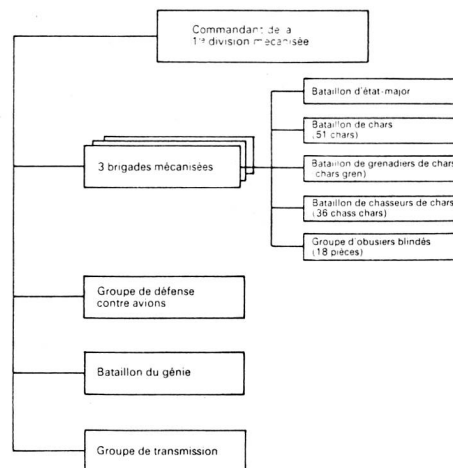 Commandant de la
1re division mécanisée
3 brigades mécanisées
Bataillon d'état-major
Bataillon de chars
(51 chars)
Bataillon de grenadiers de chars
chars gren)
Bataillon de chasseurs de chars
(36 chass chars)
Groupe d'obusiers blindés
(18 pièces)
Groupe de défense
contre avions
Bataillon du génie
Groupe de transmission